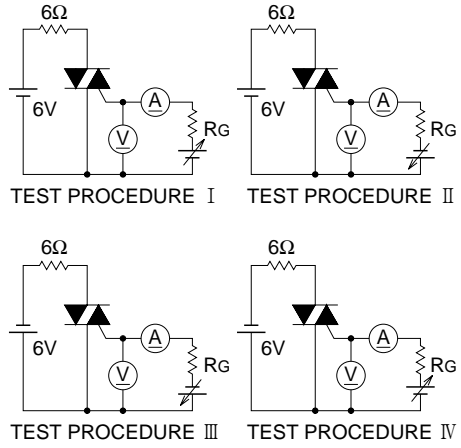 6Ω 6Ω
6V A V RG 6V A V RG
TEST PROCEDURE Ⅰ TEST PROCEDURE Ⅱ
6Ω 6Ω
6V A V RG 6V A V RG
TEST PROCEDURE Ⅲ TEST PROCEDURE Ⅳ